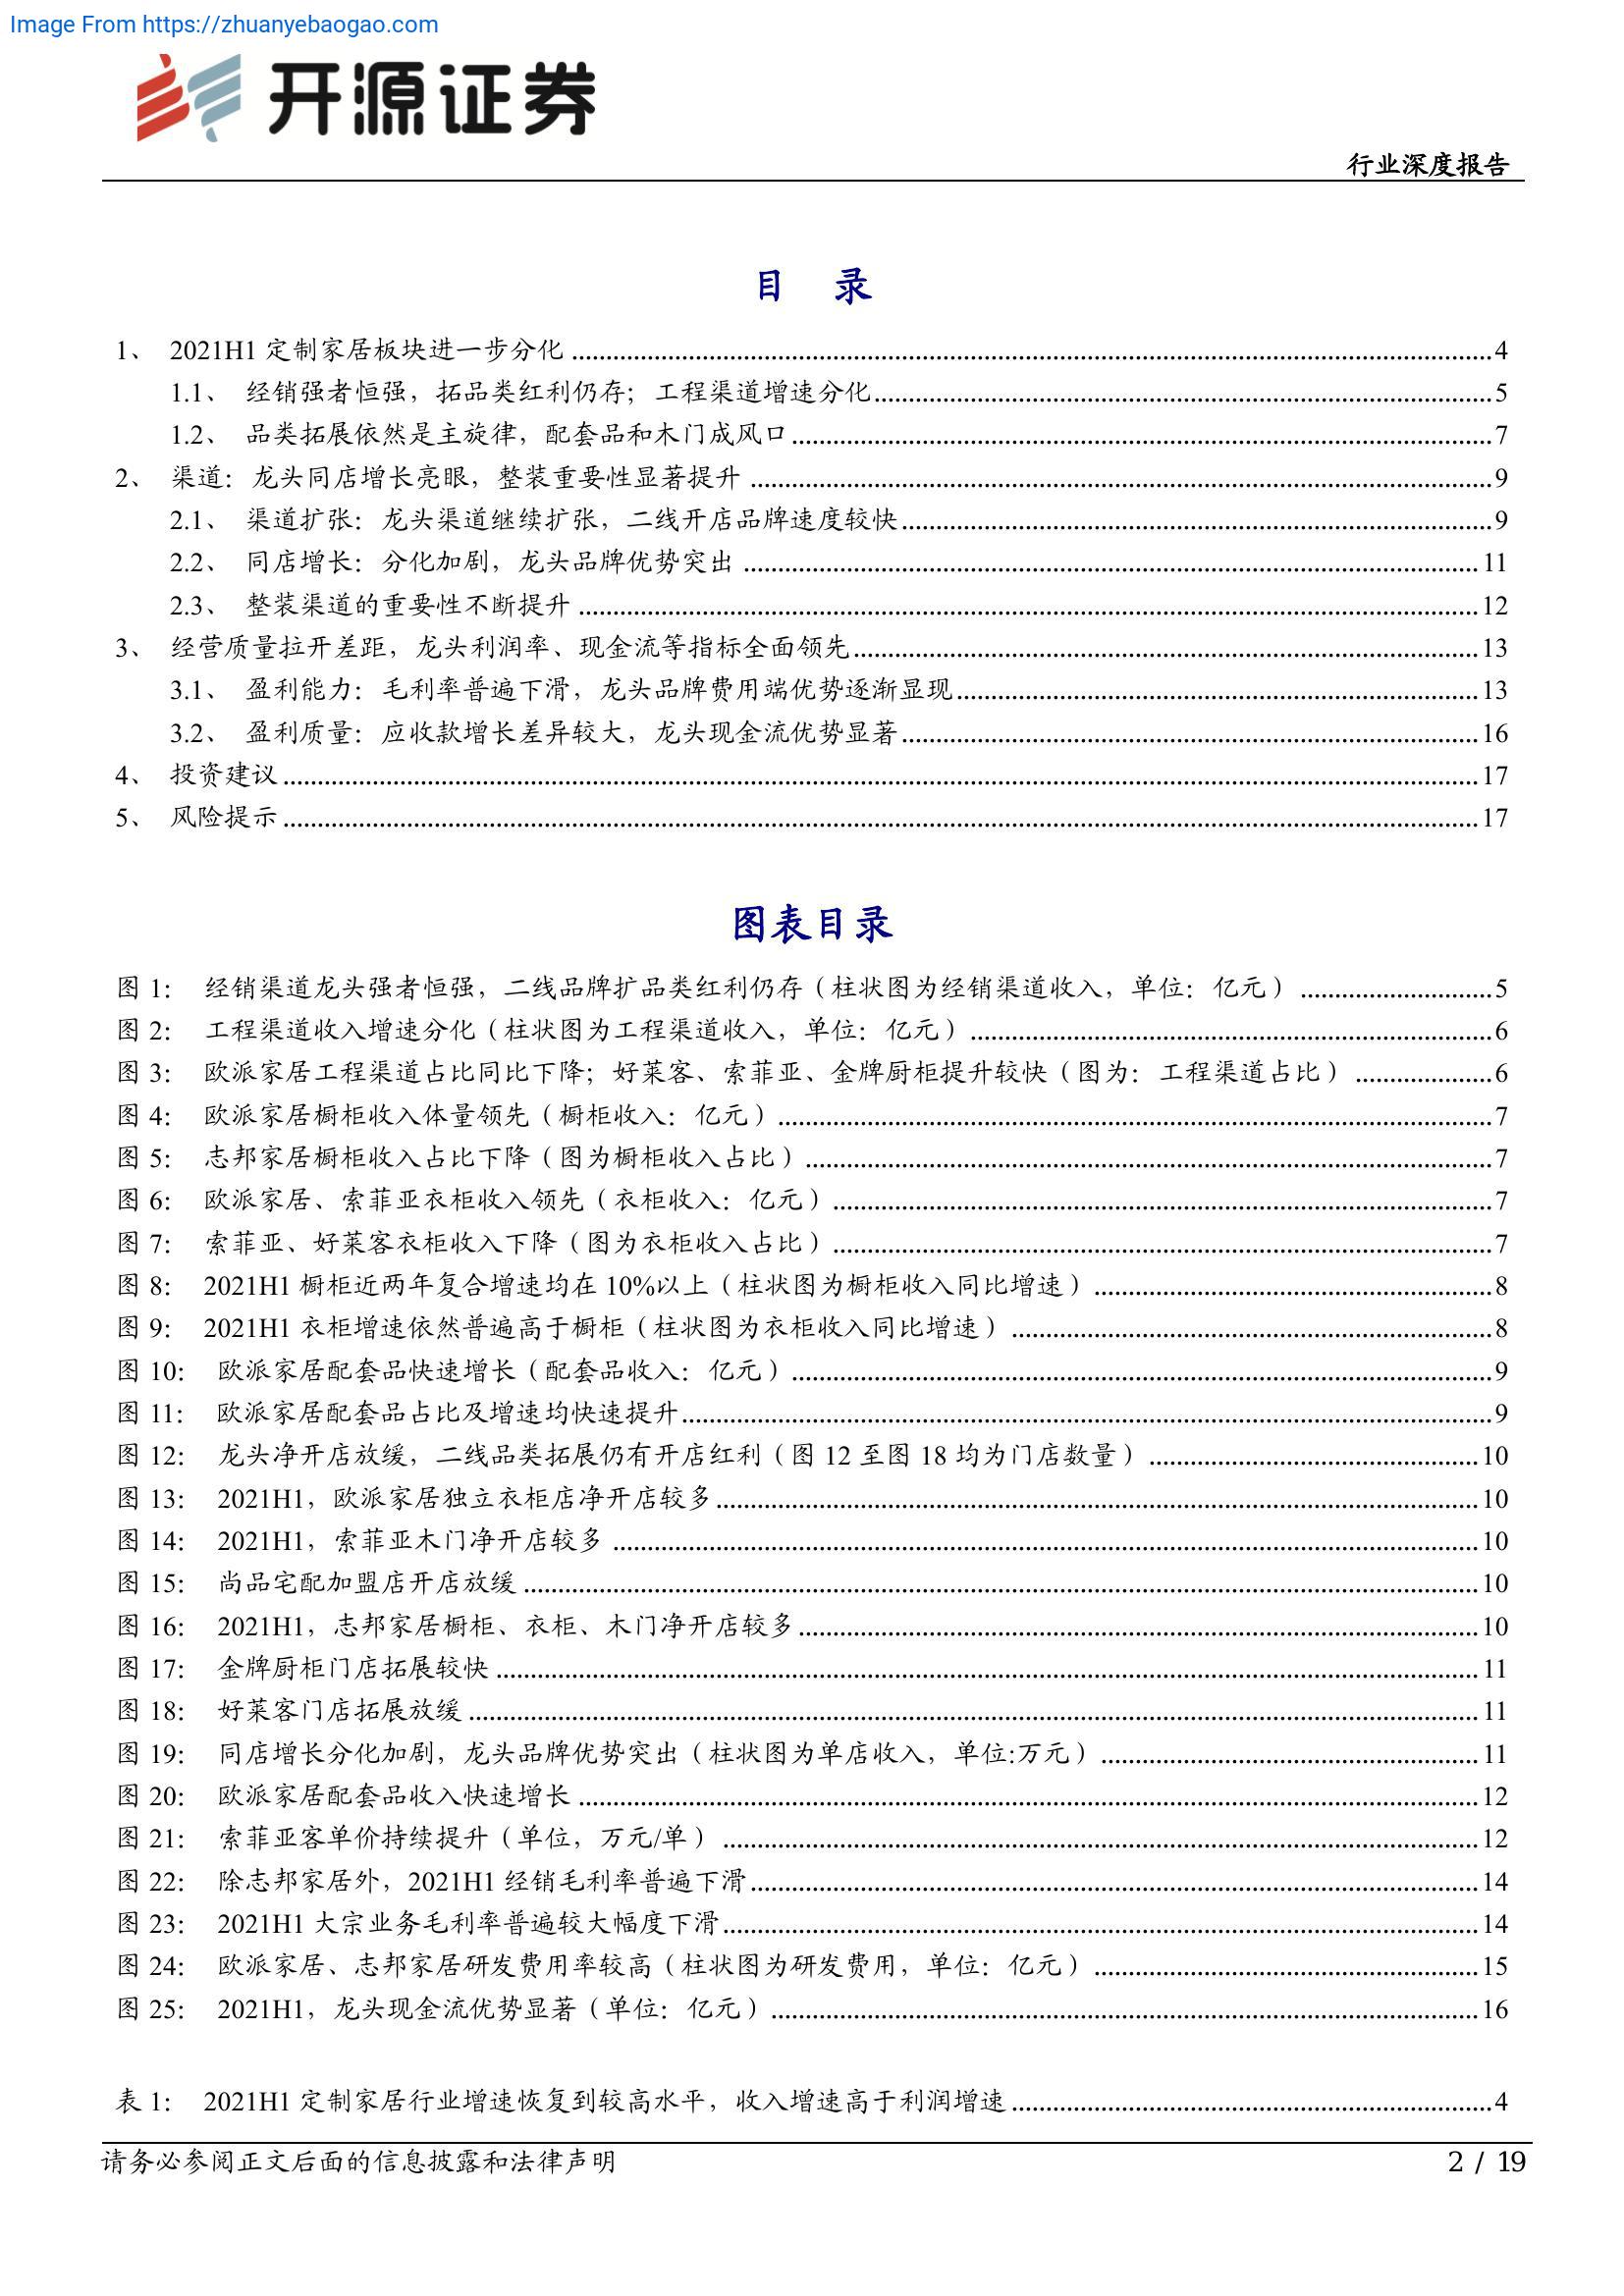 Image From https://zhuanyebaogao.com
开源证券
行业深度报告
目 录
1、 2021H1 定制家居板块进一步分化 4
1.1、 经销强者恒强，拓品类红利仍存；工程渠道增速分化 5
1.2、 品类拓展依然是主旋律，配套品和木门成风口 7
2、 渠道：龙头同店增长亮眼，整装重要性显著提升 9
2.1、 渠道扩张：龙头渠道继续扩张，二线开店品牌速度较快 9
2.2、 同店增长：分化加剧，龙头品牌优势突出 11
2.3、 整装渠道的重要性不断提升 12
3、 经营质量拉开差距，龙头利润率、现金流等指标全面领先 13
3.1、 盈利能力：毛利率普遍下滑，龙头品牌费用端优势逐渐显现 13
3.2、 盈利质量：应收款增长差异较大，龙头现金流优势显著 16
4、 投资建议 17
5、 风险提示 17
图表目录
图 1： 经销渠道龙头强者恒强，二线品牌扩品类红利仍存（柱状图为经销渠道收入，单位：亿元） 5
图 2： 工程渠道收入增速分化（柱状图为工程渠道收入，单位：亿元） 6
图 3： 欧派家居工程渠道占比同比下降；好莱客、索菲亚、金牌厨柜提升较快（图为：工程渠道占比） 6
图 4： 欧派家居橱柜收入体量领先（橱柜收入：亿元） 7
图 5： 志邦家居橱柜收入占比下降（图为橱柜收入占比） 7
图 6： 欧派家居、索菲亚衣柜收入领先（衣柜收入：亿元） 7
图 7： 索菲亚、好莱客衣柜收入下降（图为衣柜收入占比） 7
图 8： 2021H1 橱柜近两年复合增速均在 10%以上（柱状图为橱柜收入同比增速） 8
图 9： 2021H1 衣柜增速依然普遍高于橱柜（柱状图为衣柜收入同比增速） 8
图 10： 欧派家居配套品快速增长（配套品收入：亿元） 9
图 11： 欧派家居配套品占比及增速均快速提升 9
图 12： 龙头净开店放缓，二线品类拓展仍有开店红利（图 12 至图 18 均为门店数量） 10
图 13： 2021H1，欧派家居独立衣柜店净开店较多 10
图 14： 2021H1，索菲亚木门净开店较多 10
图 15： 尚品宅配加盟店开店放缓 10
图 16： 2021H1，志邦家居橱柜、衣柜、木门净开店较多 10
图 17： 金牌厨柜门店拓展较快 11
图 18： 好莱客门店拓展放缓 11
图 19： 同店增长分化加剧，龙头品牌优势突出（柱状图为单店收入，单位:万元） 11
图 20： 欧派家居配套品收入快速增长 12
图 21： 索菲亚客单价持续提升（单位，万元/单） 12
图 22： 除志邦家居外，2021H1 经销毛利率普遍下滑 14
图 23： 2021H1 大宗业务毛利率普遍较大幅度下滑 14
图 24： 欧派家居、志邦家居研发费用率较高（柱状图为研发费用，单位：亿元） 15
图 25： 2021H1，龙头现金流优势显著（单位：亿元） 16
表 1： 2021H1 定制家居行业增速恢复到较高水平，收入增速高于利润增速 4
请务必参阅正文后面的信息披露和法律声明
2 / 19